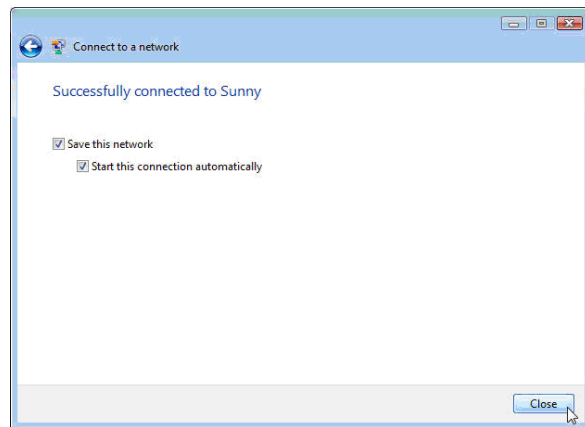 Connect to a network
Successfully connected to Sunny
Save this network
Start this connection automatically
Close